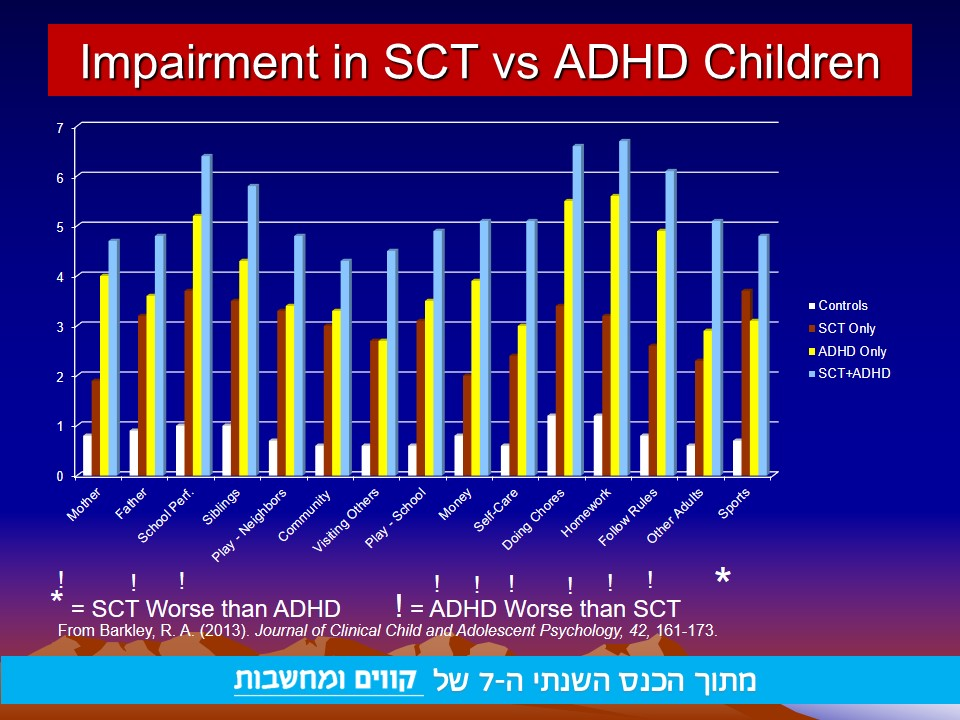 Impairment in SCT vs ADHD Children
7
6
5
4
3
2
1
0
Mother
Father
School Perf.
Siblings
Play - Neighbors
Community
Visiting Others
Play - School
Money
Self-Care
Doing Chores
Homework
Follow Rules
Other Adults
Sports
Controls
SCT Only
ADHD Only
SCT+ADHD
! ! ! ! ! ! ! ! ! *
* = SCT Worse than ADHD ! = ADHD Worse than SCT
From Barkley, R. A. (2013). Journal of Clinical Child and Adolescent Psychology, 42, 161-173.
מתוך הכנס השנתי ה-7 של קווים ומחשבות